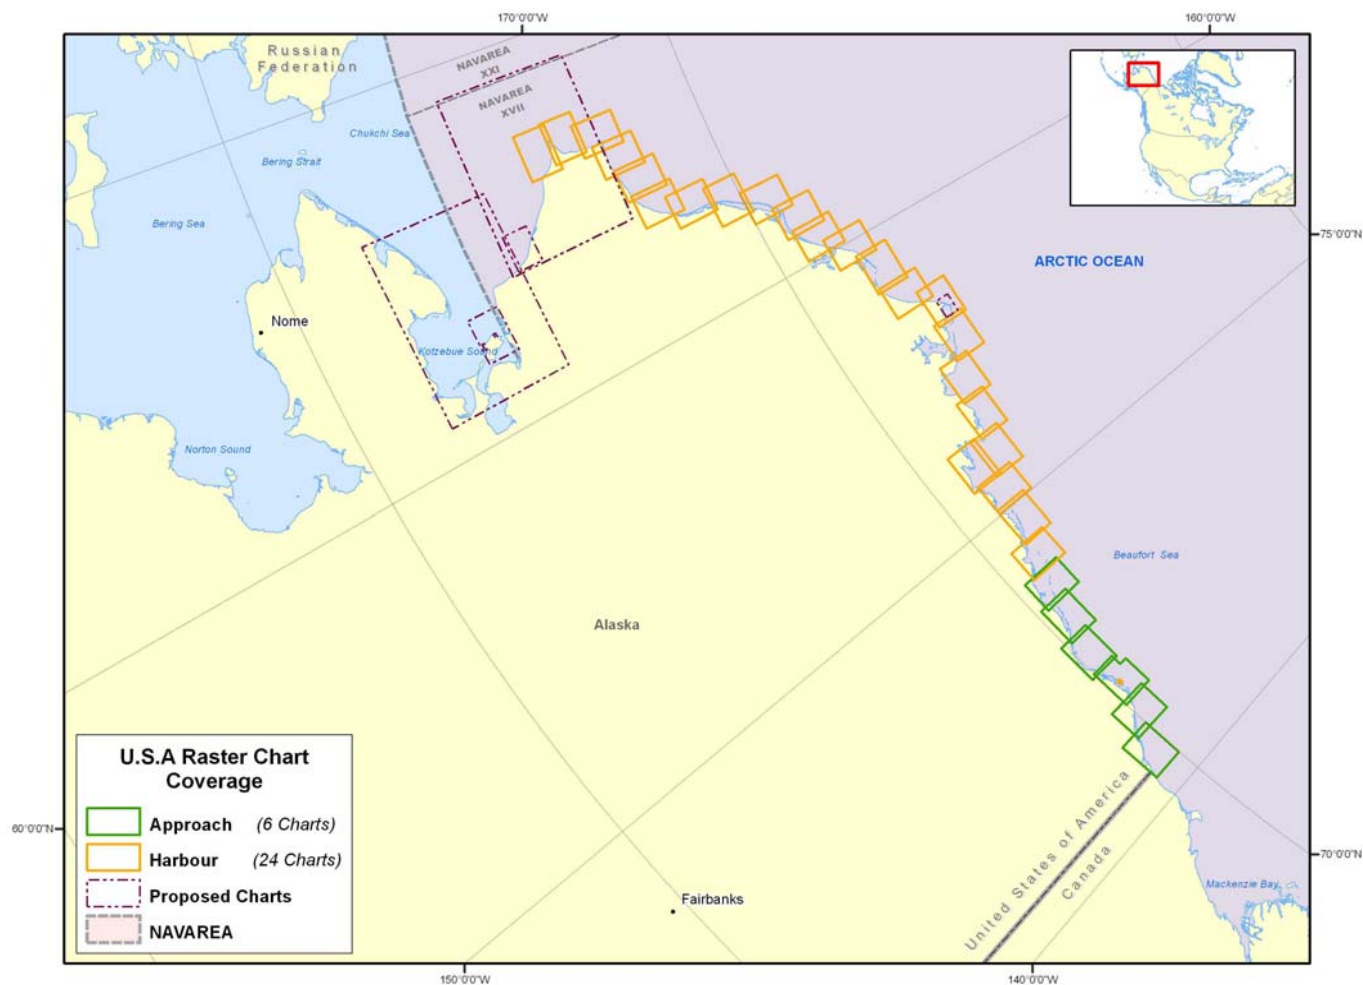 170°0'0"W
160°0'0"W
Russian
Federation
NAVAREA
XXI
NAVAREA
XVII
Chukchi Sea
Bering Strait
Bering Sea
75°0'0"N
ARCTIC OCEAN
Nome
Kotzebue Sound
Norton Sound
Beaufort Sea
Alaska
U.S.A Raster Chart
Coverage
Approach (6 Charts)
Harbour (24 Charts)
Proposed Charts
NAVAREA
60°0'0"N
United States of America
Canada
70°0'0"N
Mackenzie Bay
Fairbanks
150°0'0"W
140°0'0"W